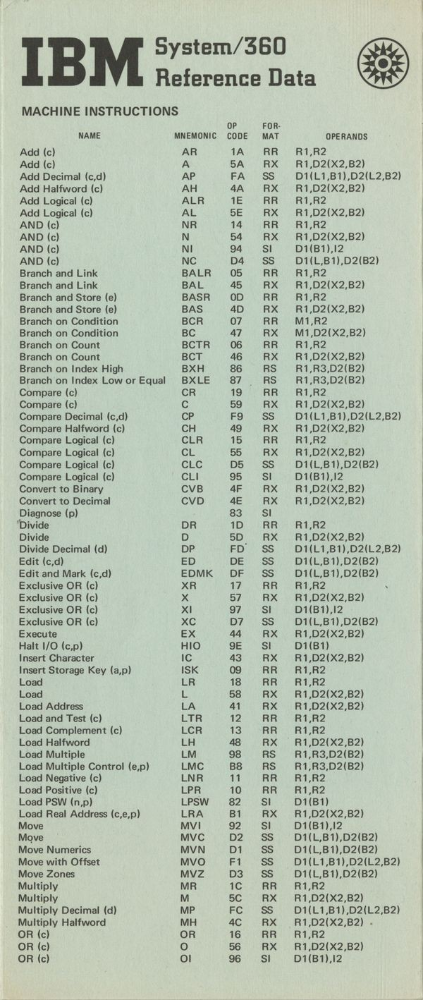 IBM System/360
Reference Data
MACHINE INSTRUCTIONS
NAME MNEMONIC OP CODE FOR-MAT OPERANDS
Add (c) AR 1A RR R1,R2
Add (c) A 5A RX R1,D2(X2,B2)
Add Decimal (c,d) AP FA SS D1(L1,B1),D2(L2,B2)
Add Halfword (c) AH 4A RX R1,D2(X2,B2)
Add Logical (c) ALR 1E RR R1,R2
Add Logical (c) AL 5E RX R1,D2(X2,B2)
AND (c) NR 14 RR R1,R2
AND (c) N 54 RX R1,D2(X2,B2)
AND (c) NI 94 SI D1(B1),I2
AND (c) NC D4 SS D1(L,B1),D2(B2)
Branch and Link BALR 05 RR R1,R2
Branch and Link BAL 45 RX R1,D2(X2,B2)
Branch and Store (e) BASR 0D RR R1,R2
Branch and Store (e) BAS 4D RX R1,D2(X2,B2)
Branch on Condition BCR 07 RR M1,R2
Branch on Condition BC 47 RX M1,D2(X2,B2)
Branch on Count BCTR 06 RR R1,R2
Branch on Count BCT 46 RX R1,D2(X2,B2)
Branch on Index High BXH 86 RS R1,R3,D2(B2)
Branch on Index Low or Equal BXLE 87 RS R1,R3,D2(B2)
Compare (c) CR 19 RR R1,R2
Compare (c) C 59 RX R1,D2(X2,B2)
Compare Decimal (c,d) CP F9 SS D1(L1,B1),D2(L2,B2)
Compare Halfword (c) CH 49 RX R1,D2(X2,B2)
Compare Logical (c) CLR 15 RR R1,R2
Compare Logical (c) CL 55 RX R1,D2(X2,B2)
Compare Logical (c) CLC D5 SS D1(L,B1),D2(B2)
Compare Logical (c) CLI 95 SI D1(B1),I2
Convert to Binary CVB 4F RX R1,D2(X2,B2)
Convert to Decimal CVD 4E RX R1,D2(X2,B2)
Diagnose (p) 83 SI
Divide DR 1D RR R1,R2
Divide D 5D RX R1,D2(X2,B2)
Divide Decimal (d) DP FD SS D1(L1,B1),D2(L2,B2)
Edit (c,d) ED DE SS D1(L,B1),D2(B2)
Edit and Mark (c,d) EDMK DF SS D1(L,B1),D2(B2)
Exclusive OR (c) XR 17 RR R1,R2
Exclusive OR (c) X 57 RX R1,D2(X2,B2)
Exclusive OR (c) XI 97 SI D1(B1),I2
Exclusive OR (c) XC D7 SS D1(L,B1),D2(B2)
Execute EX 44 RX R1,D2(X2,B2)
Halt I/O (c,p) HIO 9E SI D1(B1)
Insert Character IC 43 RX R1,D2(X2,B2)
Insert Storage Key (a,p) ISK 09 RR R1,R2
Load LR 18 RR R1,R2
Load L 58 RX R1,D2(X2,B2)
Load Address LA 41 RX R1,D2(X2,B2)
Load and Test (c) LTR 12 RR R1,R2
Load Complement (c) LCR 13 RR R1,R2
Load Halfword LH 48 RX R1,D2(X2,B2)
Load Multiple LM 98 RS R1,R3,D2(B2)
Load Multiple Control (e,p) LMC B8 RS R1,R3,D2(B2)
Load Negative (c) LNR 11 RR R1,R2
Load Positive (c) LPR 10 RR R1,R2
Load PSW (n,p) LPSW 82 SI D1(B1)
Load Real Address (c,e,p) LRA B1 RX R1,D2(X2,B2)
Move MVI 92 SI D1(B1),I2
Move MVC D2 SS D1(L,B1),D2(B2)
Move Numerics MVN D1 SS D1(L,B1),D2(B2)
Move with Offset MVO F1 SS D1(L1,B1),D2(L2,B2)
Move Zones MVZ D3 SS D1(L,B1),D2(B2)
Multiply MR 1C RR R1,R2
Multiply M 5C RX R1,D2(X2,B2)
Multiply Decimal (d) MP FC SS D1(L1,B1),D2(L2,B2)
Multiply Halfword MH 4C RX R1,D2(X2,B2)
OR (c) OR 16 RR R1,R2
OR (c) O 56 RX R1,D2(X2,B2)
OR (c) OI 96 SI D1(B1),I2